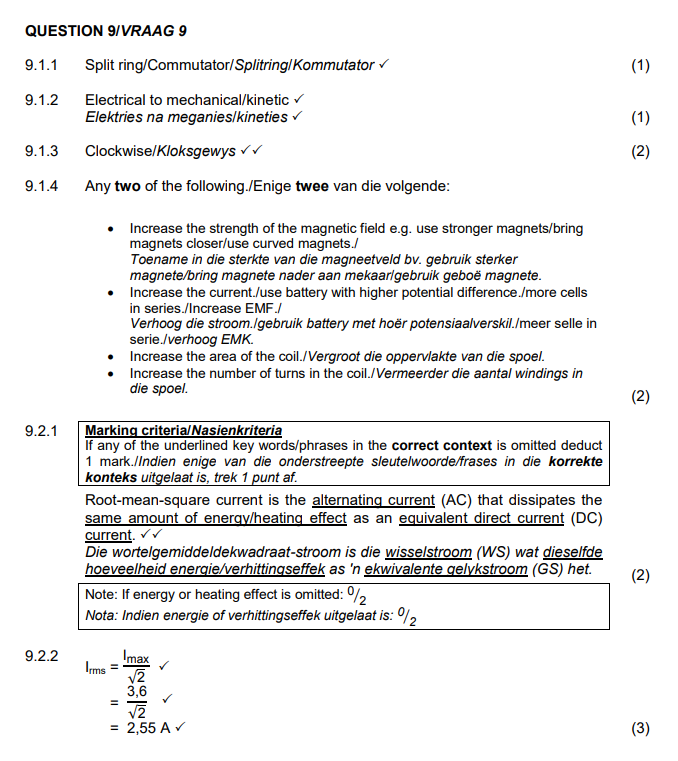 QUESTION 9/VRAAG 9
9.1.1 Split ring/Commutator/Splitring/Kommutator ✓ (1)
9.1.2 Electrical to mechanical/kinetic ✓
Elektries na meganies/kineties ✓ (1)
9.1.3 Clockwise/Kloksgewys ✓✓ (2)
9.1.4 Any two of the following./Enige twee van die volgende:
• Increase the strength of the magnetic field e.g. use stronger magnets/bring
magnets closer/use curved magnets./
Toename in die sterkte van die magneetveld bv. gebruik sterker
magnete/bring magnete nader aan mekaar/gebruik geboë magnete.
• Increase the current./use battery with higher potential difference./more cells
in series./Increase EMF./
Verhoog die stroom./gebruik battery met hoër potensiaalverskil./meer selle in
serie./verhoog EMK.
• Increase the area of the coil./Vergroot die oppervlakte van die spoel.
• Increase the number of turns in the coil./Vermeerder die aantal windings in
die spoel.
(2)
9.2.1 Marking criteria/Nasienkriteria
If any of the underlined key words/phrases in the correct context is omitted deduct
1 mark./Indien enige van die onderstreepte sleutelwoorde/frases in die korrekte
konteks uitgelaat is, trek 1 punt af.
Root-mean-square current is the alternating current (AC) that dissipates the
same amount of energy/heating effect as an equivalent direct current (DC)
current. ✓✓
Die wortelgemiddeldekwadraat-stroom is die wisselstroom (WS) wat dieselfde
hoeveelheid energie/verhittingseffek as 'n ekwivalente gelykstroom (GS) het. (2)
Note: If energy or heating effect is omitted: 0/2
Nota: Indien energie of verhittingseffek uitgelaat is: 0/2
9.2.2 Irms = Imax/√2 ✓
= 3,6/√2 ✓
= 2,55 A ✓ (3)